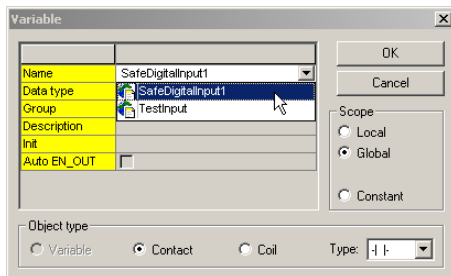 Variable
Name SafeDigitalInput1
Data type SafeDigitalInput1
Group TestInput
Description
Init
Auto EN_OUT
OK
Cancel
Scope
Local
Global
Constant
Object type
Variable Contact Coil Type: -| |-